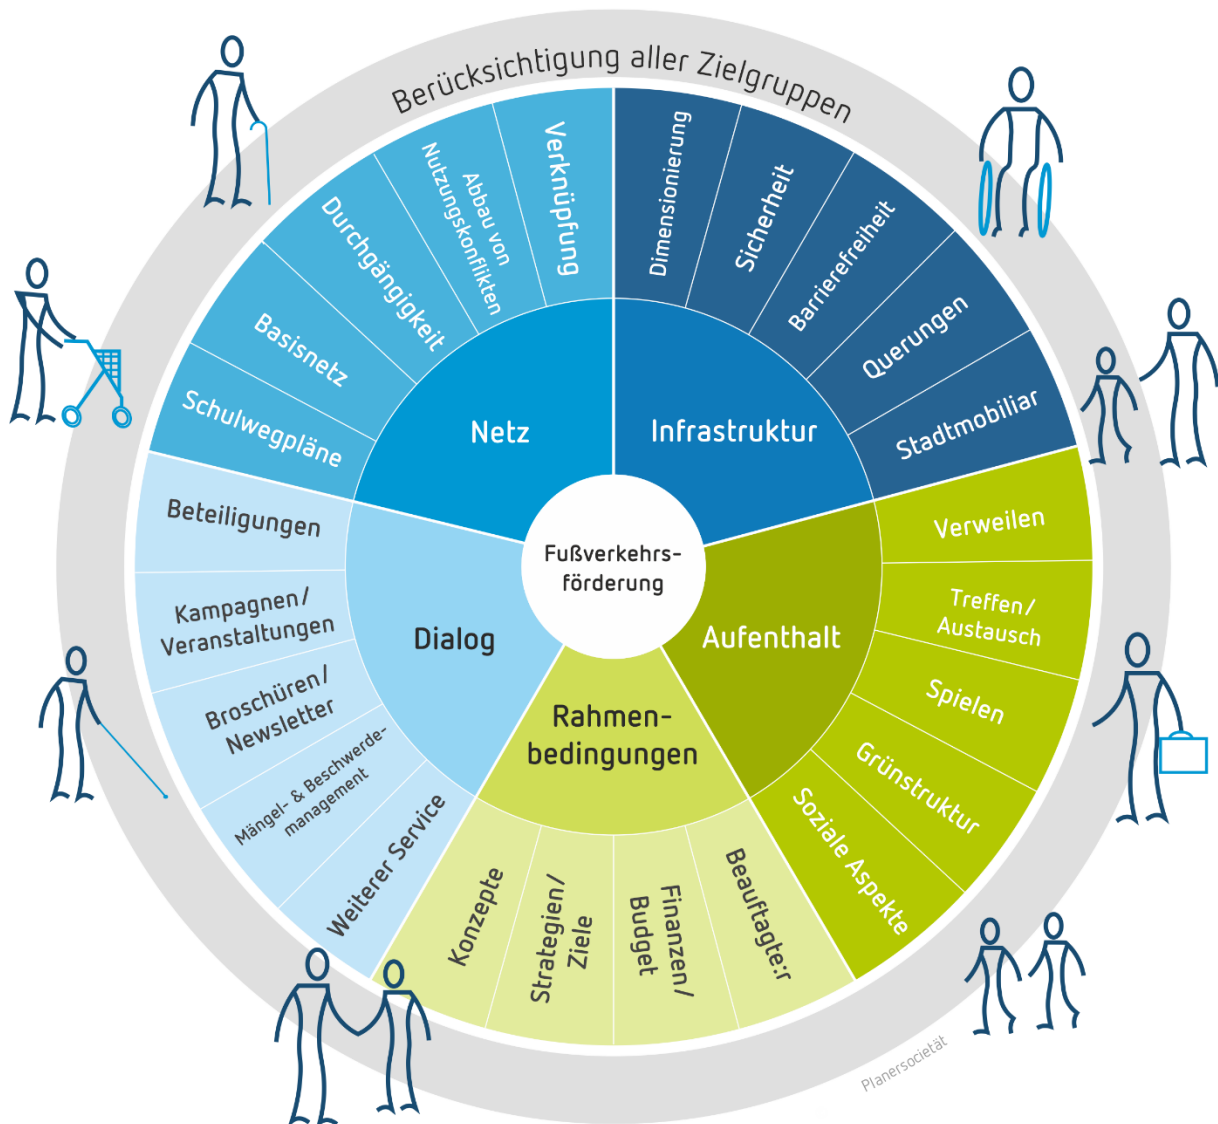 Berücksichtigung aller Zielgruppen
Fußverkehrs-
förderung
Netz
Schulwegpläne
Basisnetz
Durchgängigkeit
Abbau von
Nutzungskonflikten
Verknüpfung
Infrastruktur
Dimensionierung
Sicherheit
Barrierefreiheit
Querungen
Stadtmobiliar
Aufenthalt
Verweilen
Treffen/
Austausch
Spielen
Grünstruktur
Soziale Aspekte
Rahmen-
bedingungen
Beauftagte:r
Finanzen/
Budget
Strategien/
Ziele
Konzepte
Dialog
Weiterer Service
Mängel- & Beschwerde-
management
Broschüren/
Newsletter
Kampagnen/
Veranstaltungen
Beteiligungen
Planersocietät